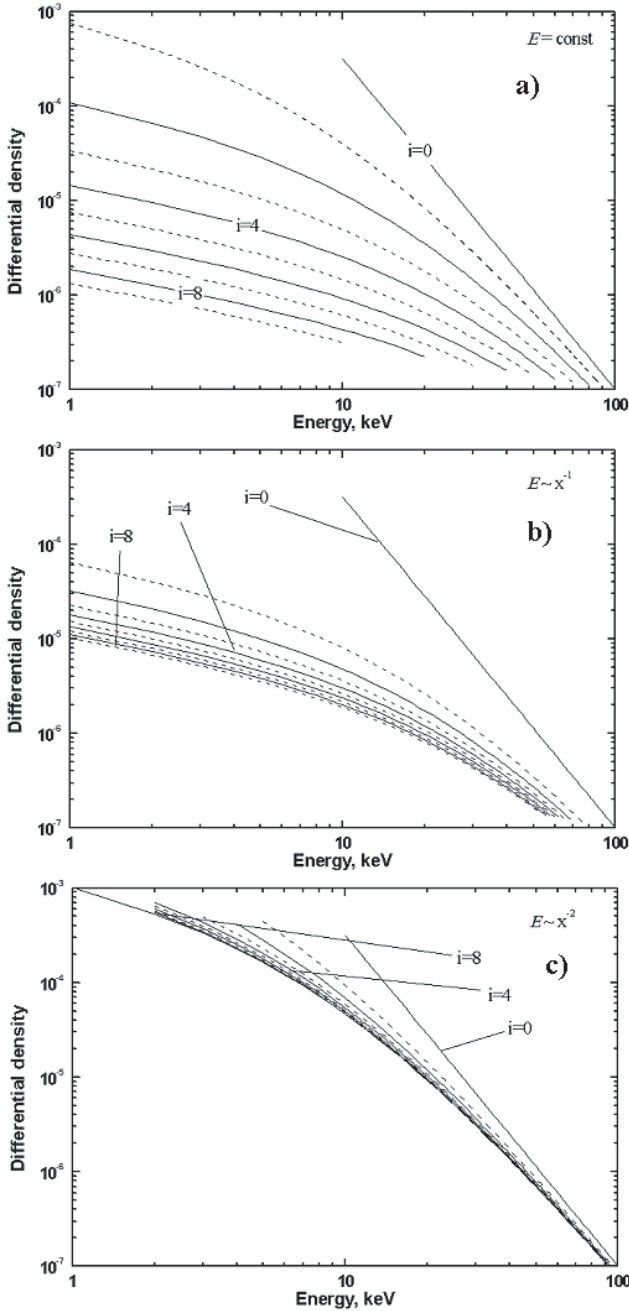 10⁻³
E=const
a)
i=0
10⁻⁴
Differential density
10⁻⁵
i=4
10⁻⁶
i=8
10⁻⁷
1
10
100
Energy, keV
10⁻³
E~x⁻¹
b)
i=0
i=4
i=8
10⁻⁴
Differential density
10⁻⁵
10⁻⁶
10⁻⁷
1
10
100
Energy, keV
10⁻³
E~x⁻²
c)
i=8
10⁻⁴
i=4
i=0
Differential density
10⁻⁵
10⁻⁶
10⁻⁷
1
10
100
Energy, keV